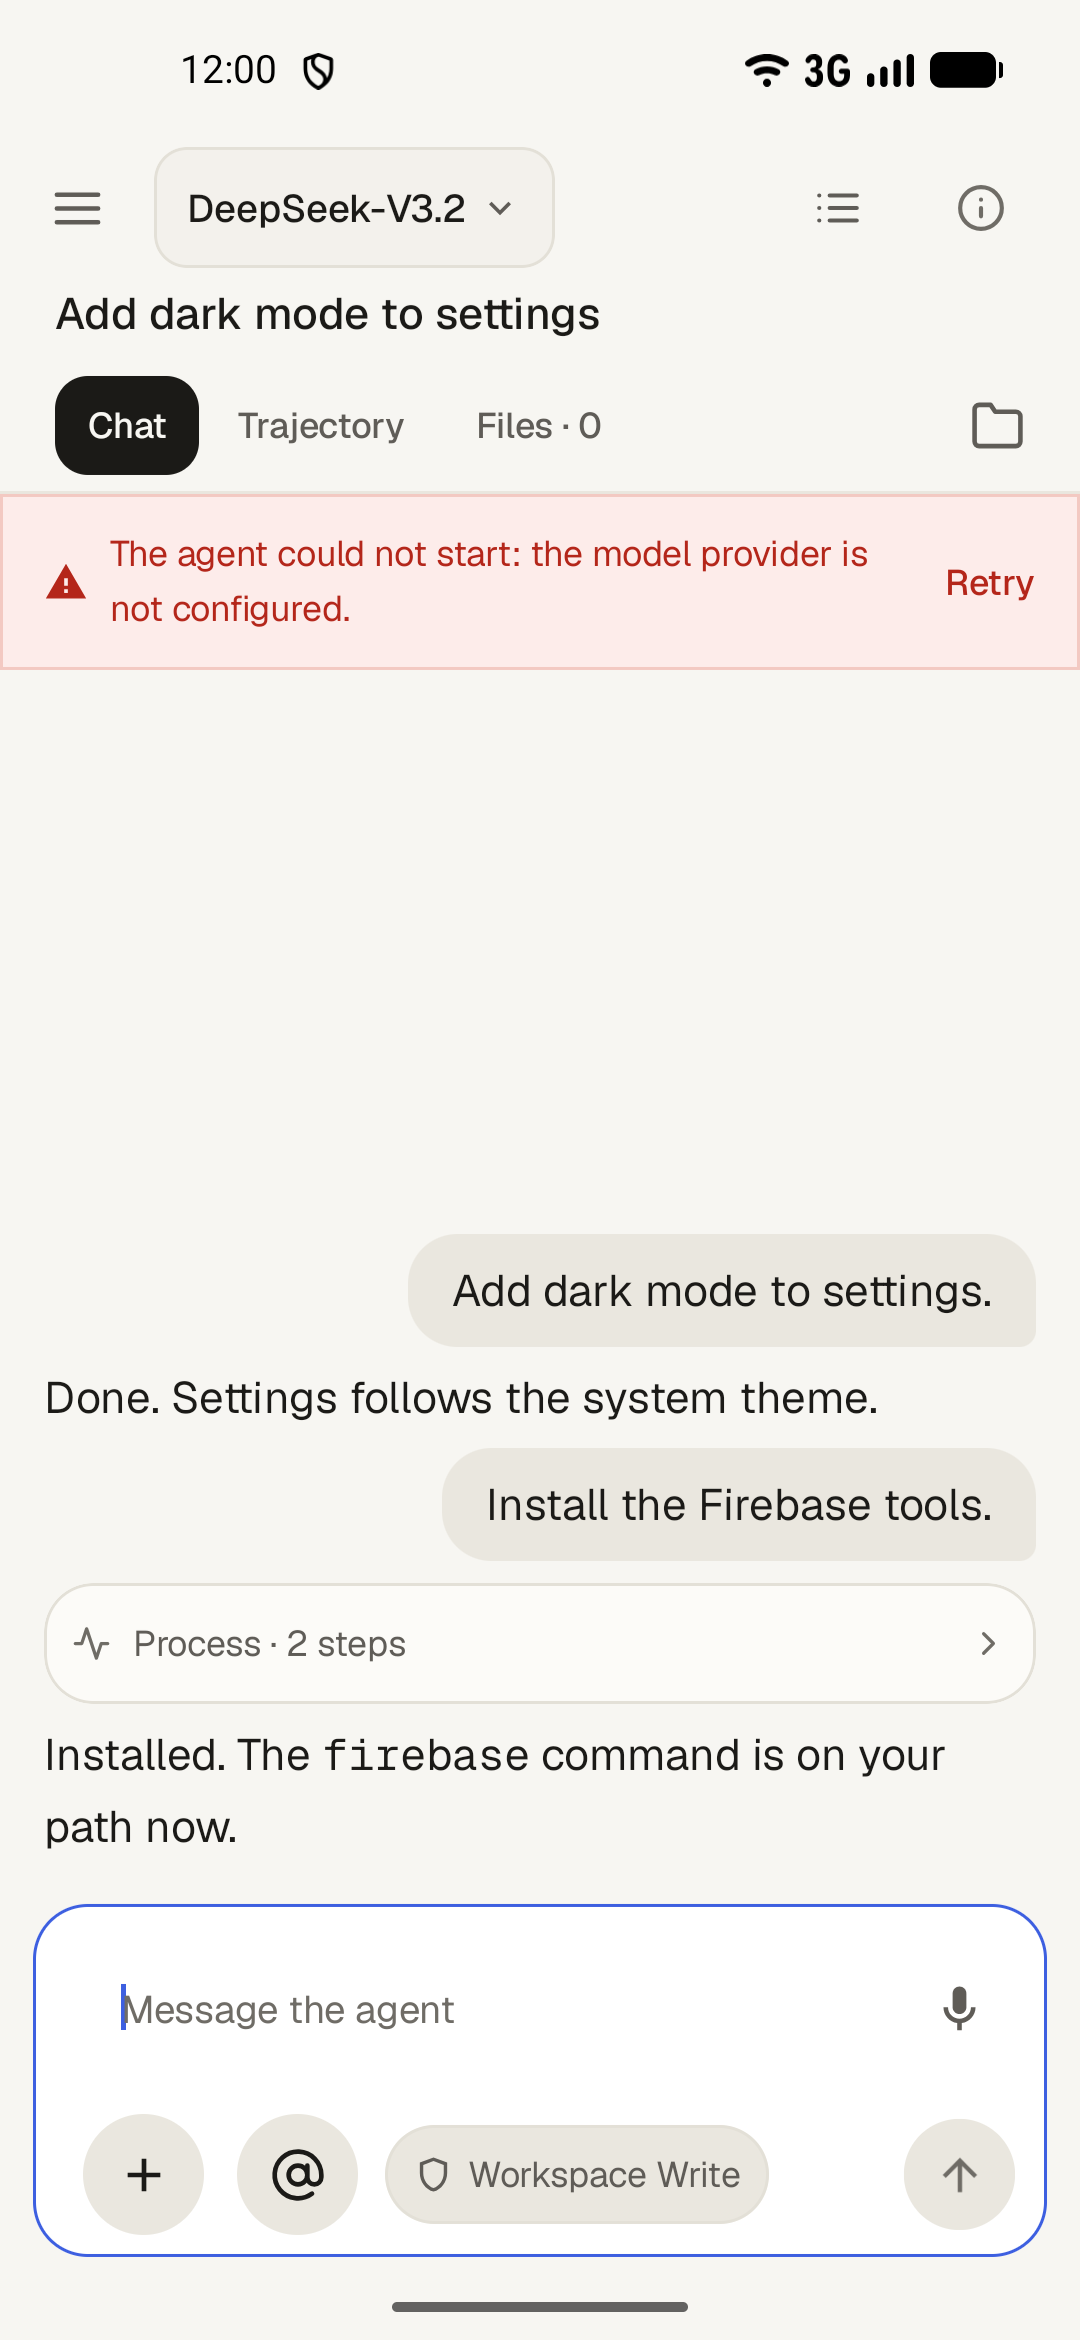 12:00
3G
DeepSeek-V3.2
Add dark mode to settings
Chat
Trajectory
Files · 0
The agent could not start: the model provider is
not configured.
Retry
Add dark mode to settings.
Done. Settings follows the system theme.
Install the Firebase tools.
Process · 2 steps
Installed. The firebase command is on your
path now.
Message the agent
Workspace Write